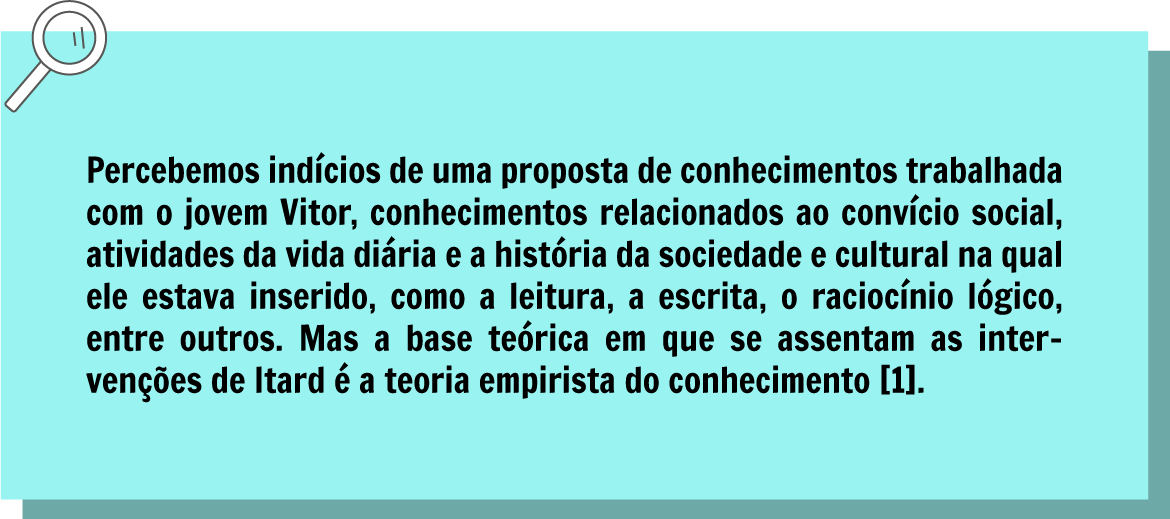 Percebemos indícios de uma proposta de conhecimentos trabalhada
com o jovem Vitor, conhecimentos relacionados ao convício social,
atividades da vida diária e a história da sociedade e cultural na qual
ele estava inserido, como a leitura, a escrita, o raciocínio lógico,
entre outros. Mas a base teórica em que se assentam as inter-
venções de Itard é a teoria empirista do conhecimento [1].